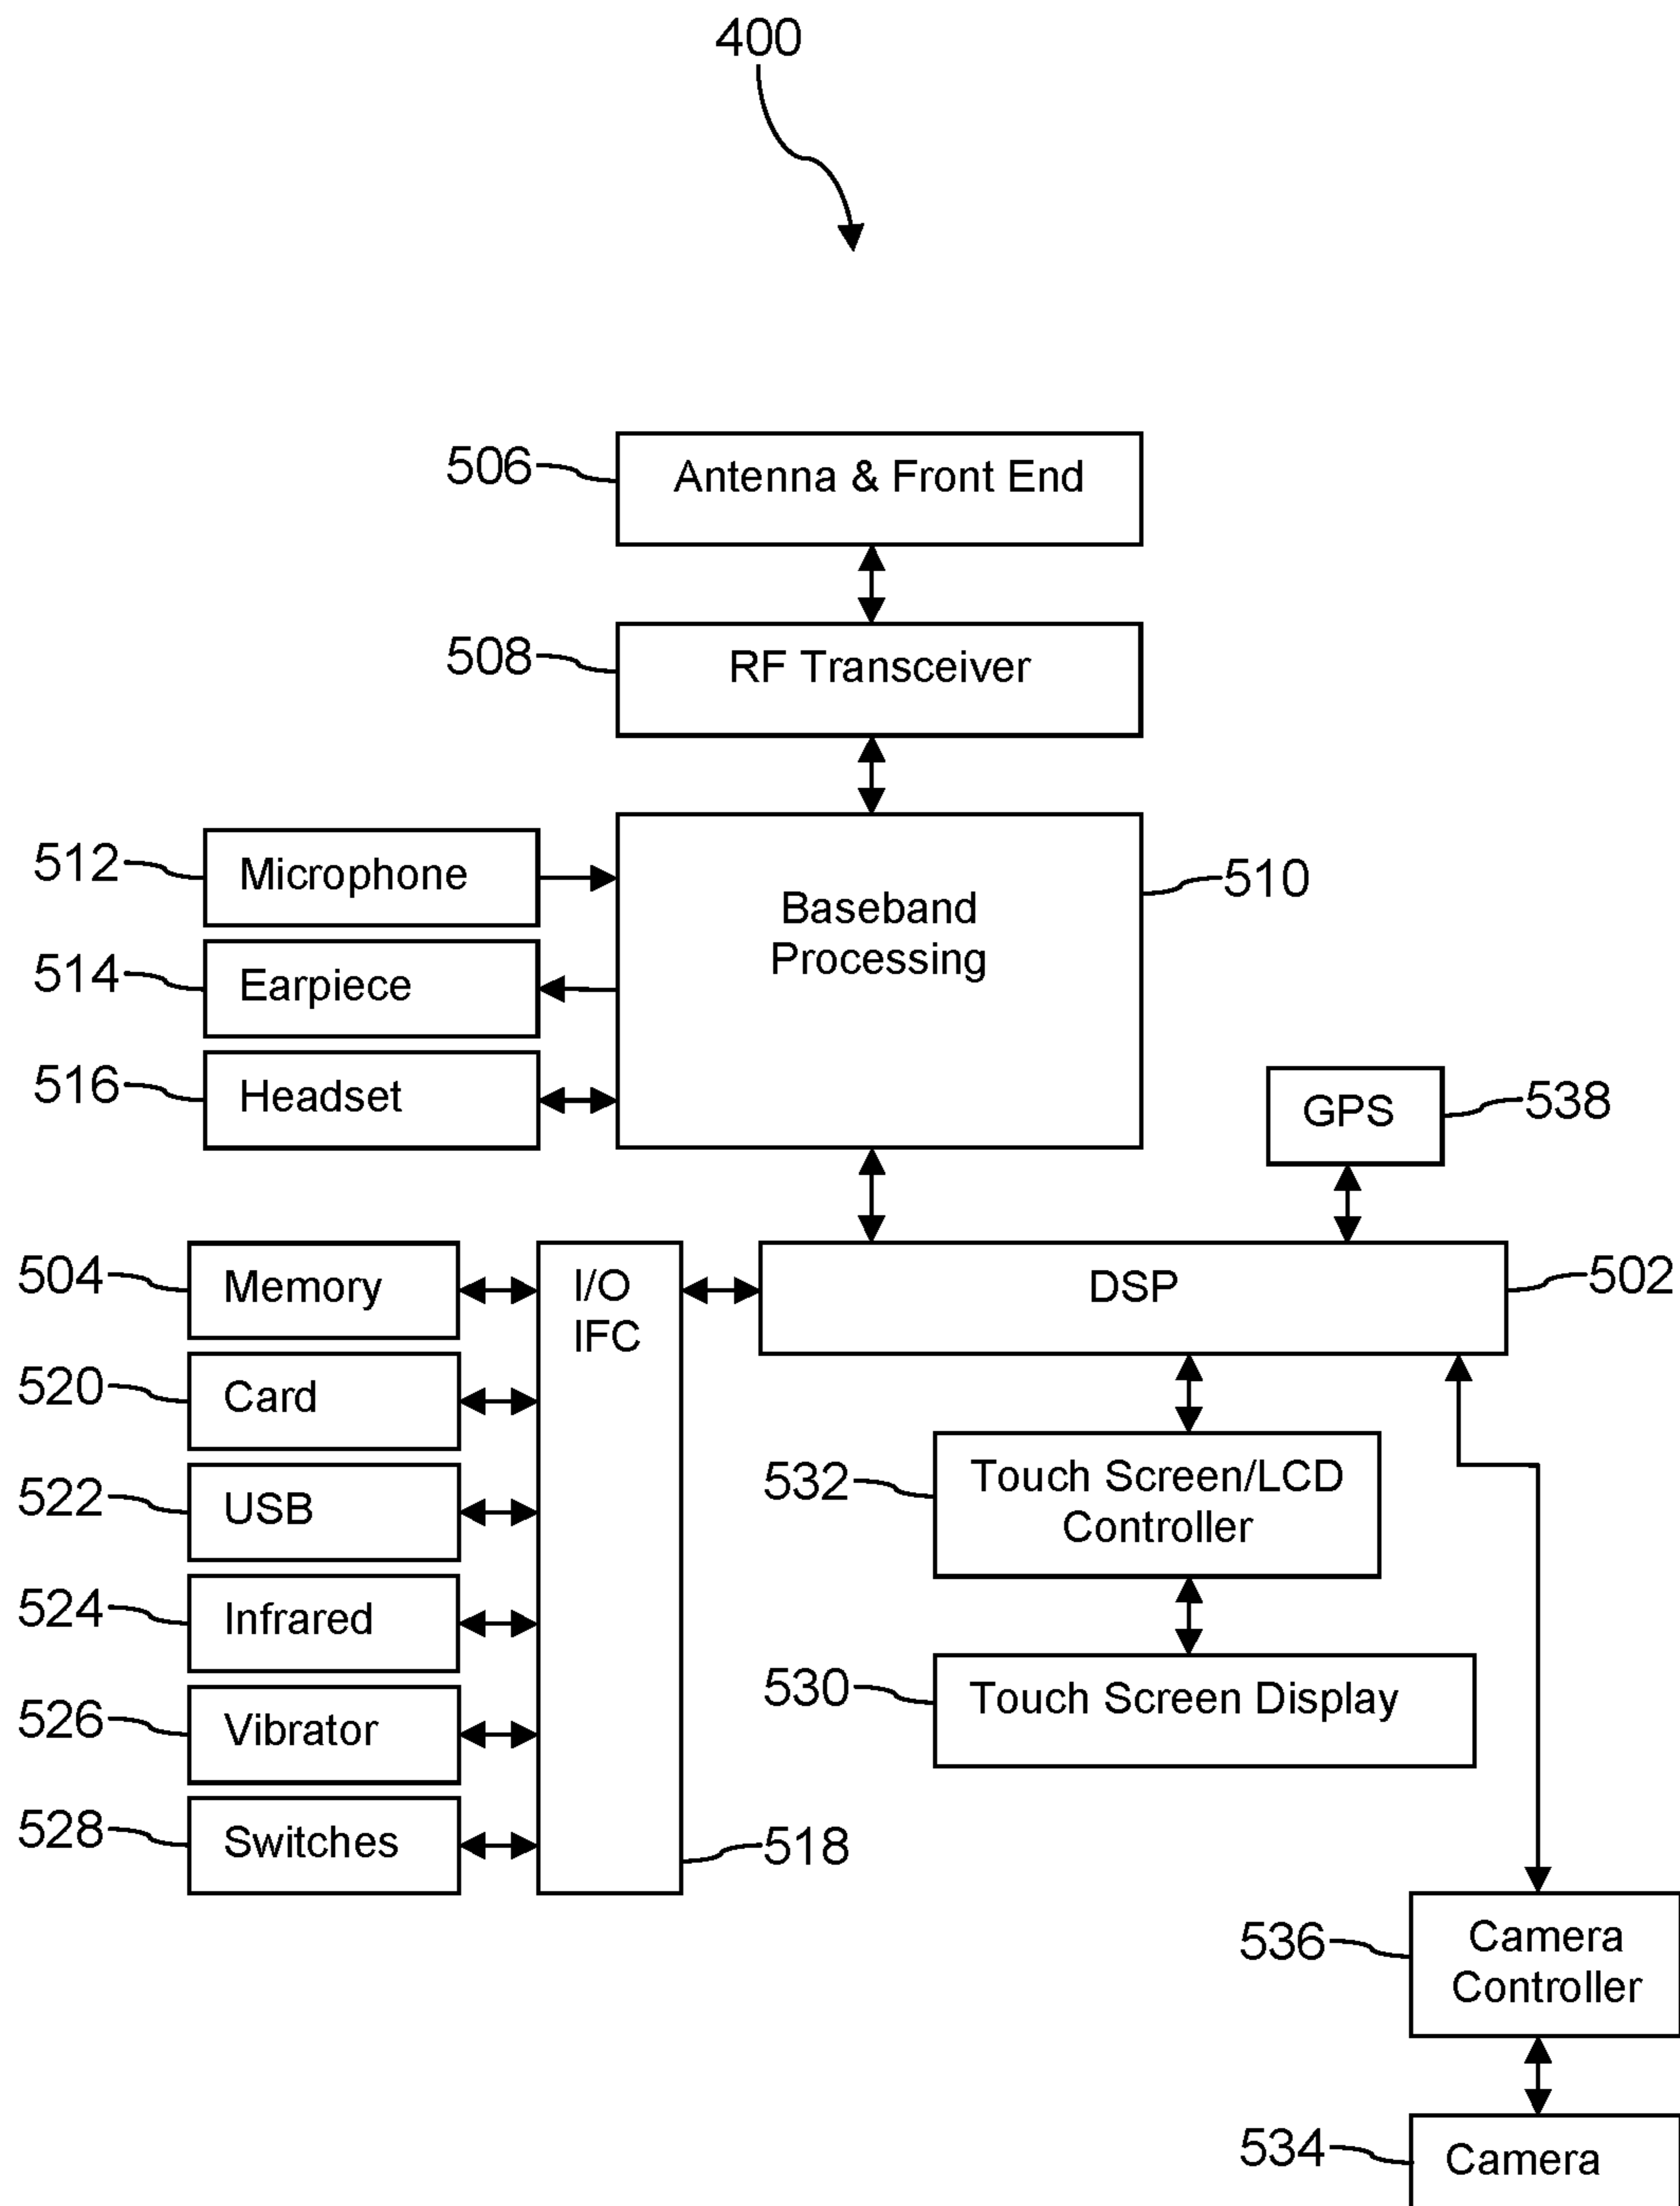 400
506
Antenna & Front End
508
RF Transceiver
512
Microphone
Baseband
Processing
510
514
Earpiece
516
Headset
GPS
538
504
Memory
I/O
IFC
DSP
502
520
Card
522
USB
532
Touch Screen/LCD
Controller
524
Infrared
530
Touch Screen Display
526
Vibrator
528
Switches
518
536
Camera
Controller
534
Camera